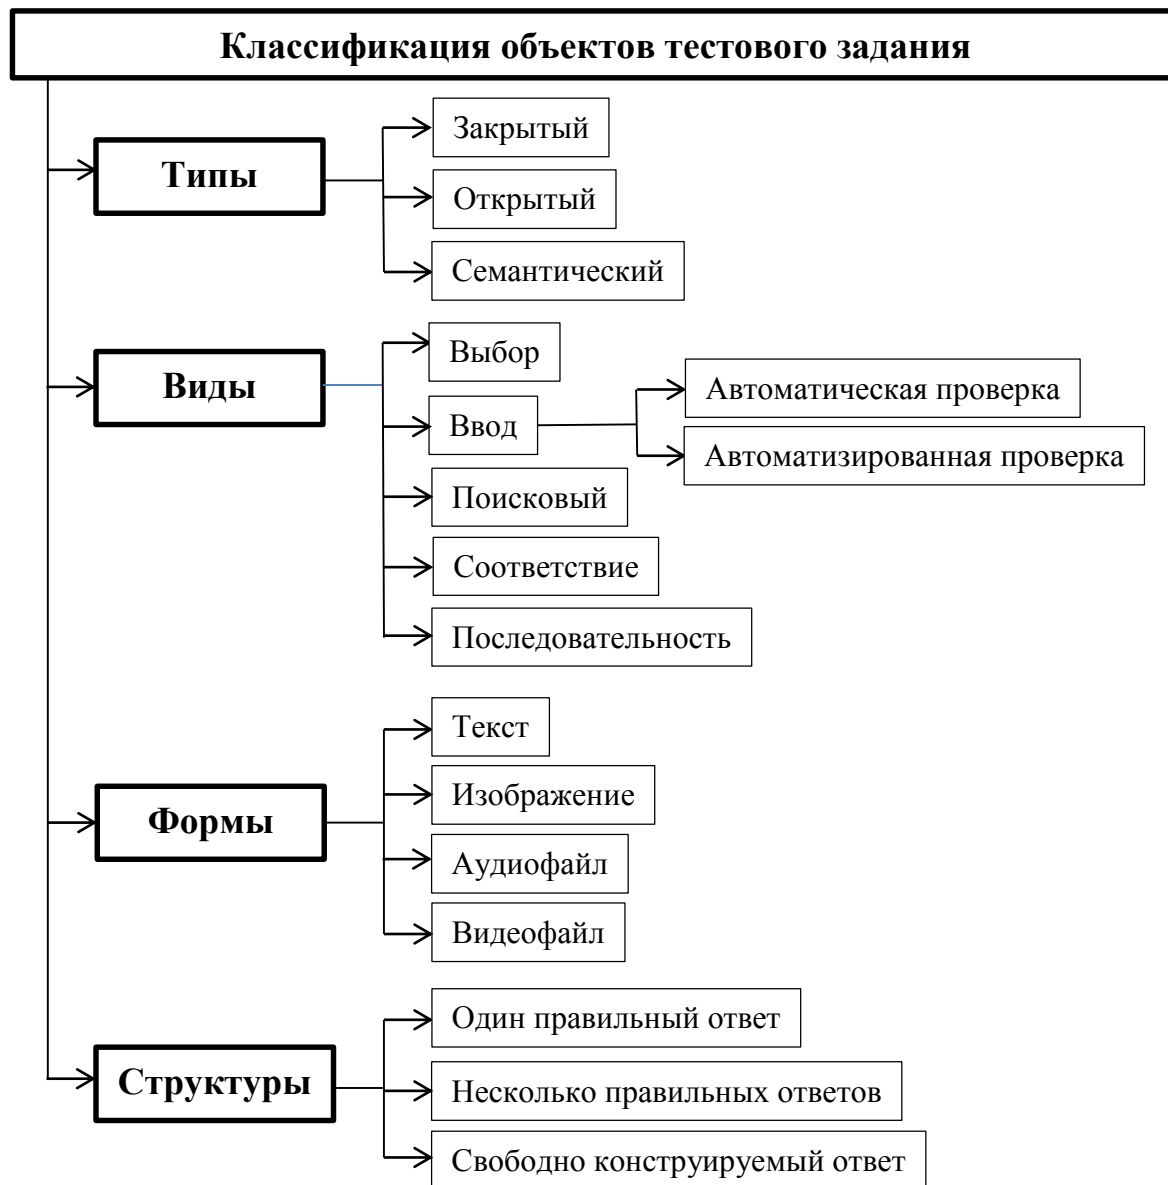 Классификация объектов тестового задания
Типы
Закрытый
Открытый
Семантический
Виды
Выбор
Ввод
Автоматическая проверка
Автоматизированная проверка
Поисковый
Соответствие
Последовательность
Формы
Текст
Изображение
Аудиофайл
Видеофайл
Структуры
Один правильный ответ
Несколько правильных ответов
Свободно конструируемый ответ